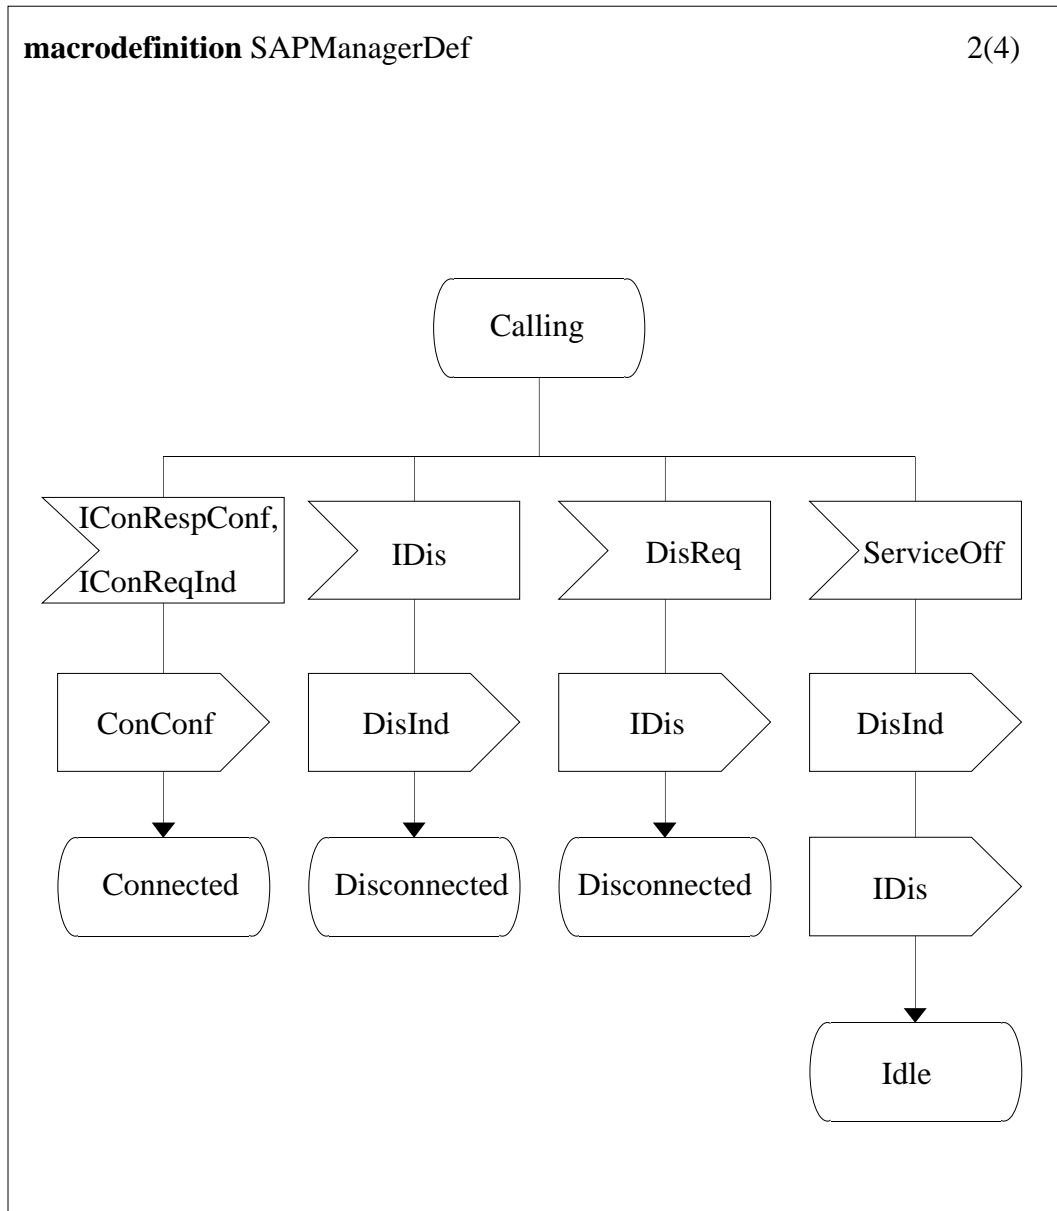 macrodefinition SAPManagerDef 2(4)
Calling
IConRespConf,
IConReqInd
IDis
DisReq
ServiceOff
ConConf
DisInd
IDis
DisInd
Connected
Disconnected
Disconnected
IDis
Idle